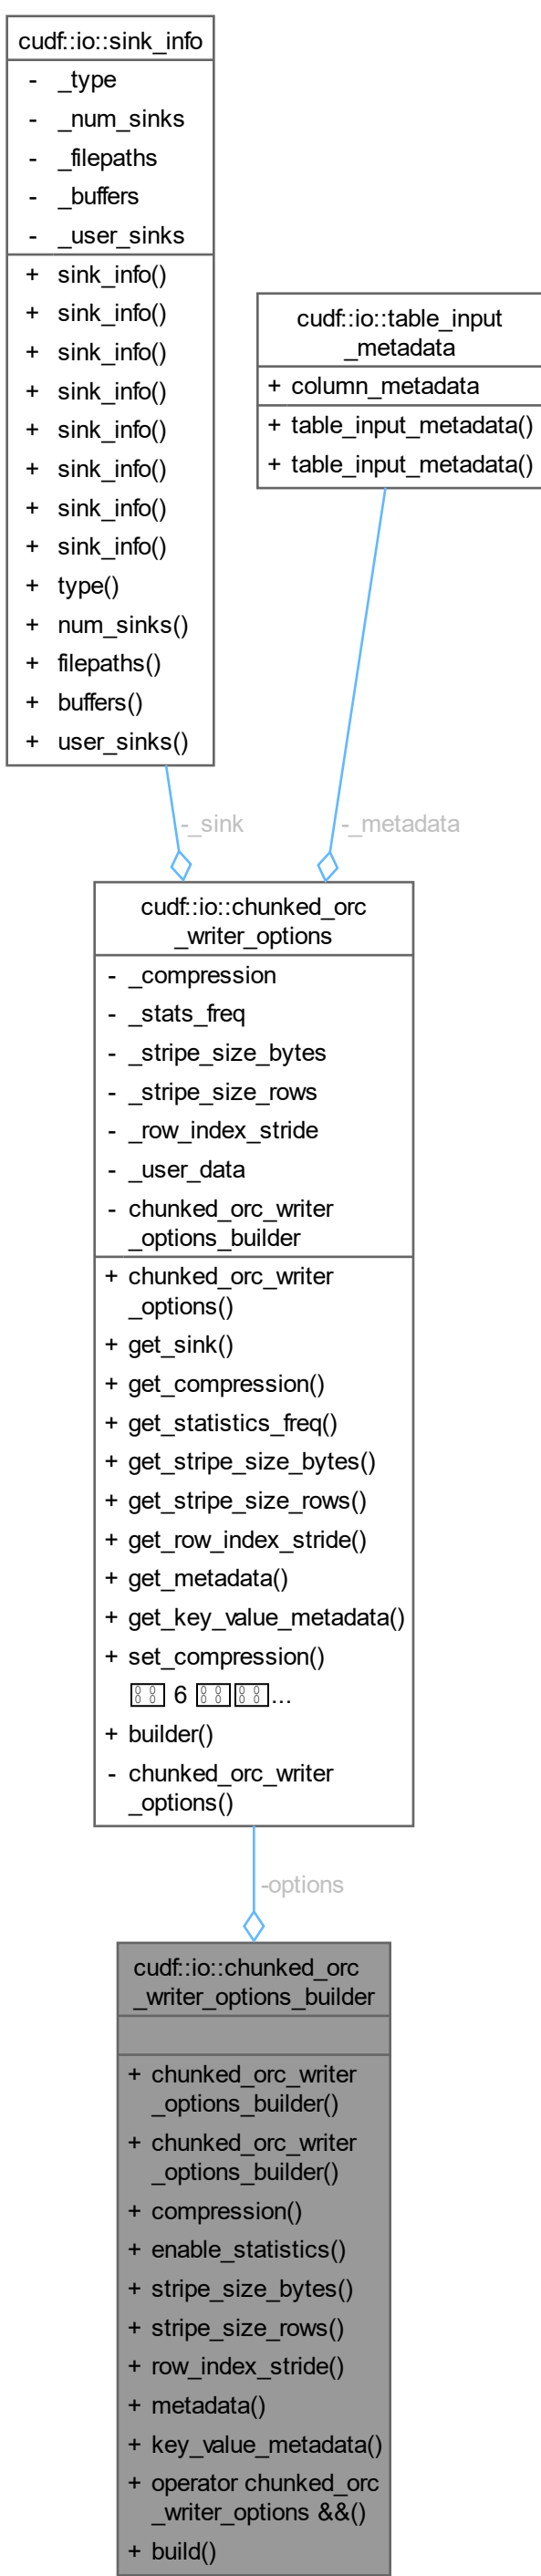 cudf::io::sink_info
- _type
- _num_sinks
- _filepaths
- _buffers
- _user_sinks
+ sink_info()
+ sink_info()
+ sink_info()
+ sink_info()
+ sink_info()
+ sink_info()
+ sink_info()
+ sink_info()
+ type()
+ num_sinks()
+ filepaths()
+ buffers()
+ user_sinks()
cudf::io::table_input
_metadata
+ column_metadata
+ table_input_metadata()
+ table_input_metadata()
-_sink
-_metadata
cudf::io::chunked_orc
_writer_options
- _compression
- _stats_freq
- _stripe_size_bytes
- _stripe_size_rows
- _row_index_stride
- _user_data
- chunked_orc_writer
_options_builder
+ chunked_orc_writer
_options()
+ get_sink()
+ get_compression()
+ get_statistics_freq()
+ get_stripe_size_bytes()
+ get_stripe_size_rows()
+ get_row_index_stride()
+ get_metadata()
+ get_key_value_metadata()
+ set_compression()
6 ...
+ builder()
- chunked_orc_writer
_options()
-options
cudf::io::chunked_orc
_writer_options_builder
+ chunked_orc_writer
_options_builder()
+ chunked_orc_writer
_options_builder()
+ compression()
+ enable_statistics()
+ stripe_size_bytes()
+ stripe_size_rows()
+ row_index_stride()
+ metadata()
+ key_value_metadata()
+ operator chunked_orc
_writer_options &&()
+ build()